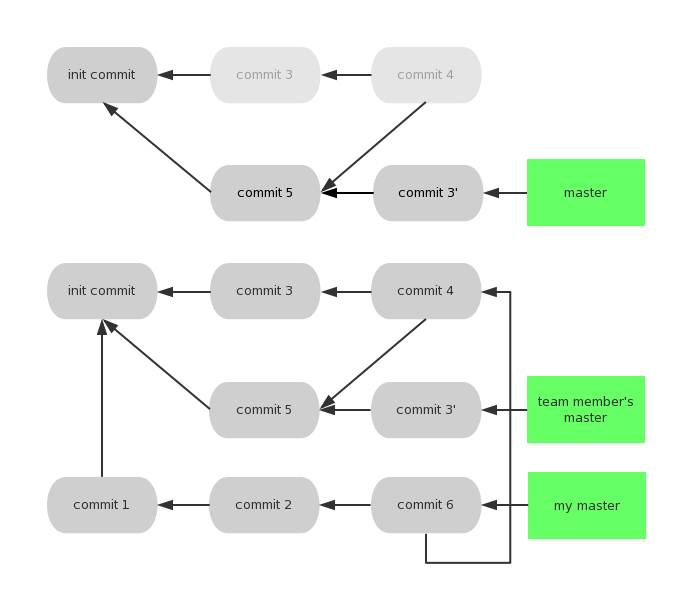 init commit
commit 3
commit 4
commit 5
commit 3'
master
init commit
commit 3
commit 4
commit 5
commit 3'
team member's
master
commit 1
commit 2
commit 6
my master